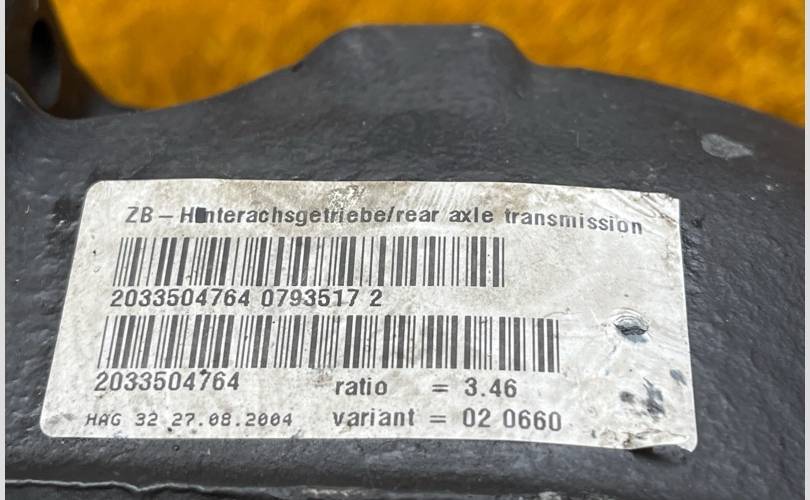 ZB - Hinterachsgetriebe/rear axle transmission
2033504764 0793517 2
2033504764 ratio = 3.46
HAG 32 27.08.2004 variant = 02 0660